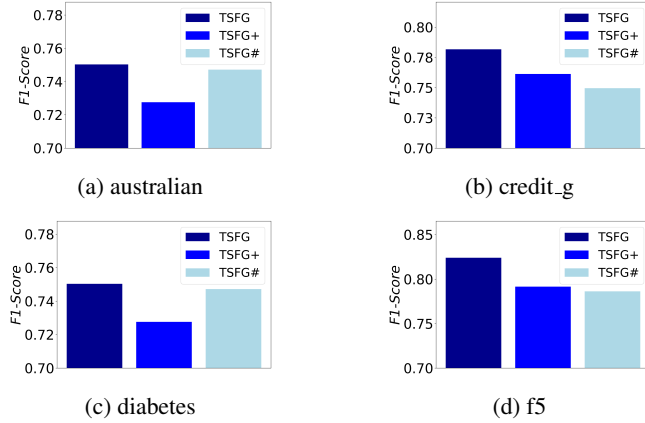 0.78
0.76
0.74
0.72
0.70
F1-Score
TSFG
TSFG+
TSFG#
(a) australian
0.80
0.78
0.75
0.73
0.70
F1-Score
TSFG
TSFG+
TSFG#
(b) credit_g
0.78
0.76
0.74
0.72
0.70
F1-Score
TSFG
TSFG+
TSFG#
(c) diabetes
0.85
0.80
0.75
0.70
F1-Score
TSFG
TSFG+
TSFG#
(d) f5